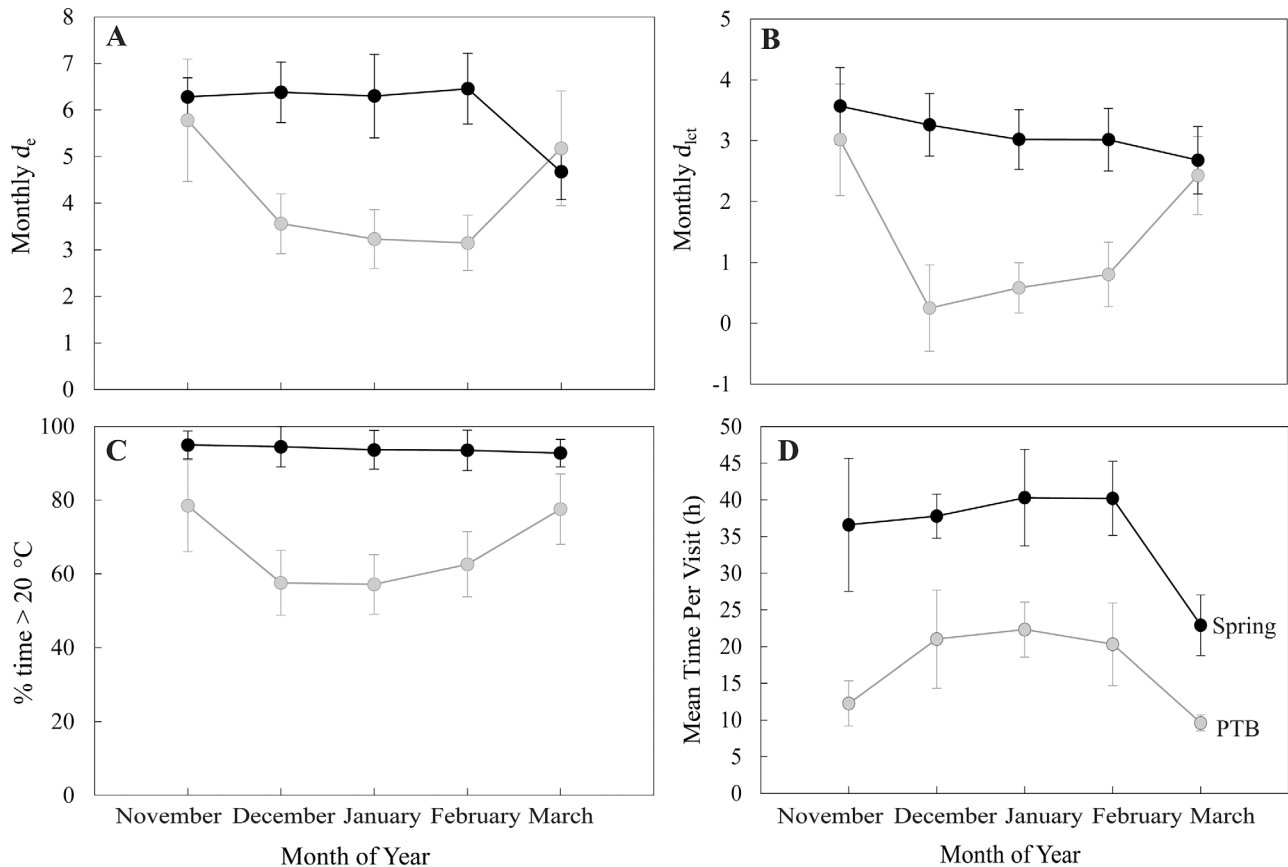 A
Monthly d_e
8
7
6
5
4
3
2
1
0
B
Monthly d_lct
5
4
3
2
1
0
-1
C
% time > 20 °C
100
80
60
40
20
0
November December January February March
Month of Year
D
Mean Time Per Visit (h)
50
45
40
35
30
25
20
15
10
5
0
Spring
PTB
November December January February March
Month of Year